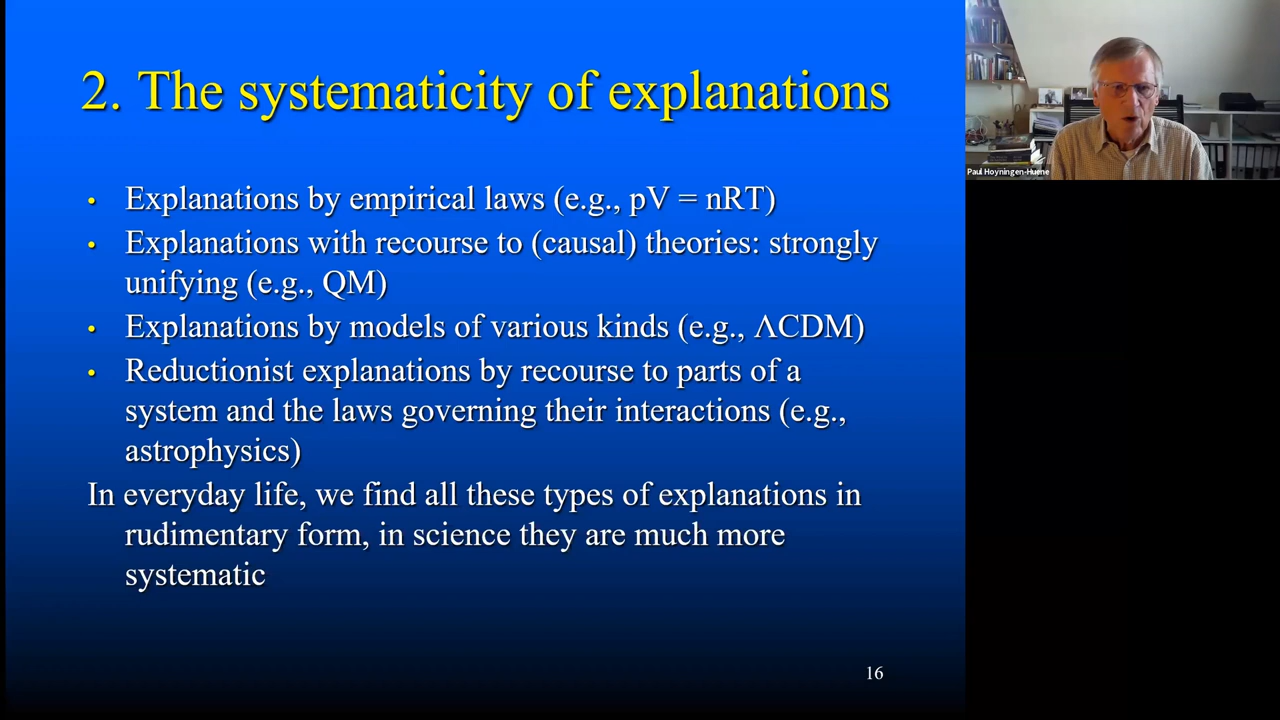 2. The systematicity of explanations
• Explanations by empirical laws (e.g., pV = nRT)
• Explanations with recourse to (causal) theories: strongly
unifying (e.g., QM)
• Explanations by models of various kinds (e.g., ΛCDM)
• Reductionist explanations by recourse to parts of a
system and the laws governing their interactions (e.g.,
astrophysics)
In everyday life, we find all these types of explanations in
rudimentary form, in science they are much more
systematic
16
Paul Hoyningen-Huene